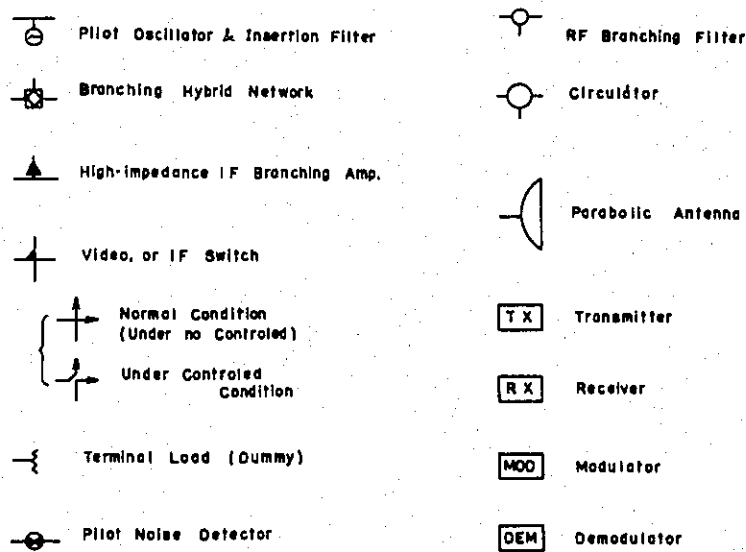 Pilot Oscillator & Insertion Filter
Branching Hybrid Network
High-impedance IF Branching Amp.
Video, or IF Switch
Normal Condition
(Under no Controled)
Under Controled
Condition
Terminal Load (Dummy)
Pilot Noise Detector
RF Branching Filter
Circulator
Parabolic Antenna
TX Transmitter
RX Receiver
MOD Modulator
DEM Demodulator